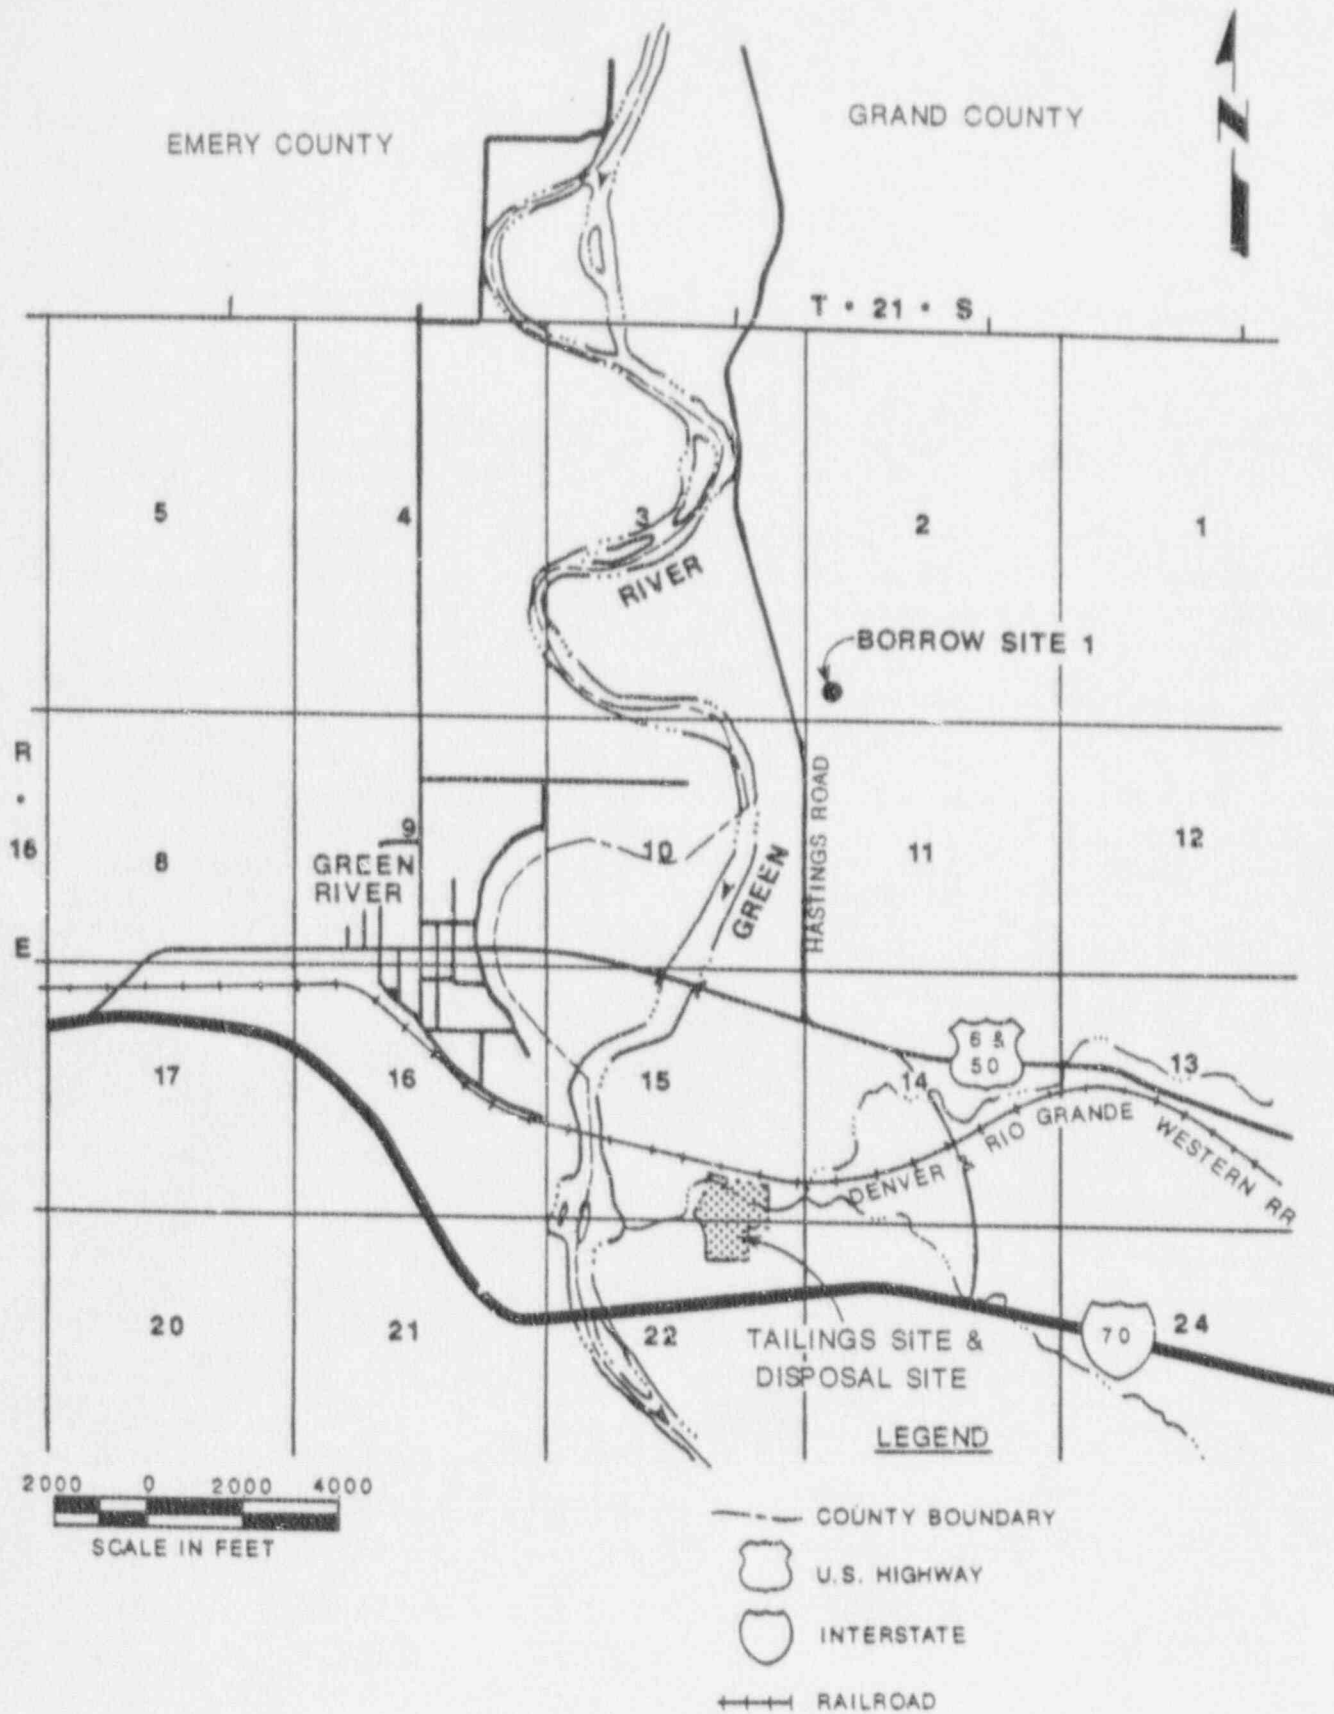 EMERY COUNTY
GRAND COUNTY
N
T • 21 • S
5
4
3
2
1
RIVER
BORROW SITE 1
R
•
16
E
8
9
10
11
12
GREEN
RIVER
GREEN
HASTINGS ROAD
6 &
50
17
16
15
14
13
DENVER & RIO GRANDE WESTERN RR
20
21
22
24
70
TAILINGS SITE &
DISPOSAL SITE
LEGEND
2000 0 2000 4000
SCALE IN FEET
COUNTY BOUNDARY
U.S. HIGHWAY
INTERSTATE
RAILROAD